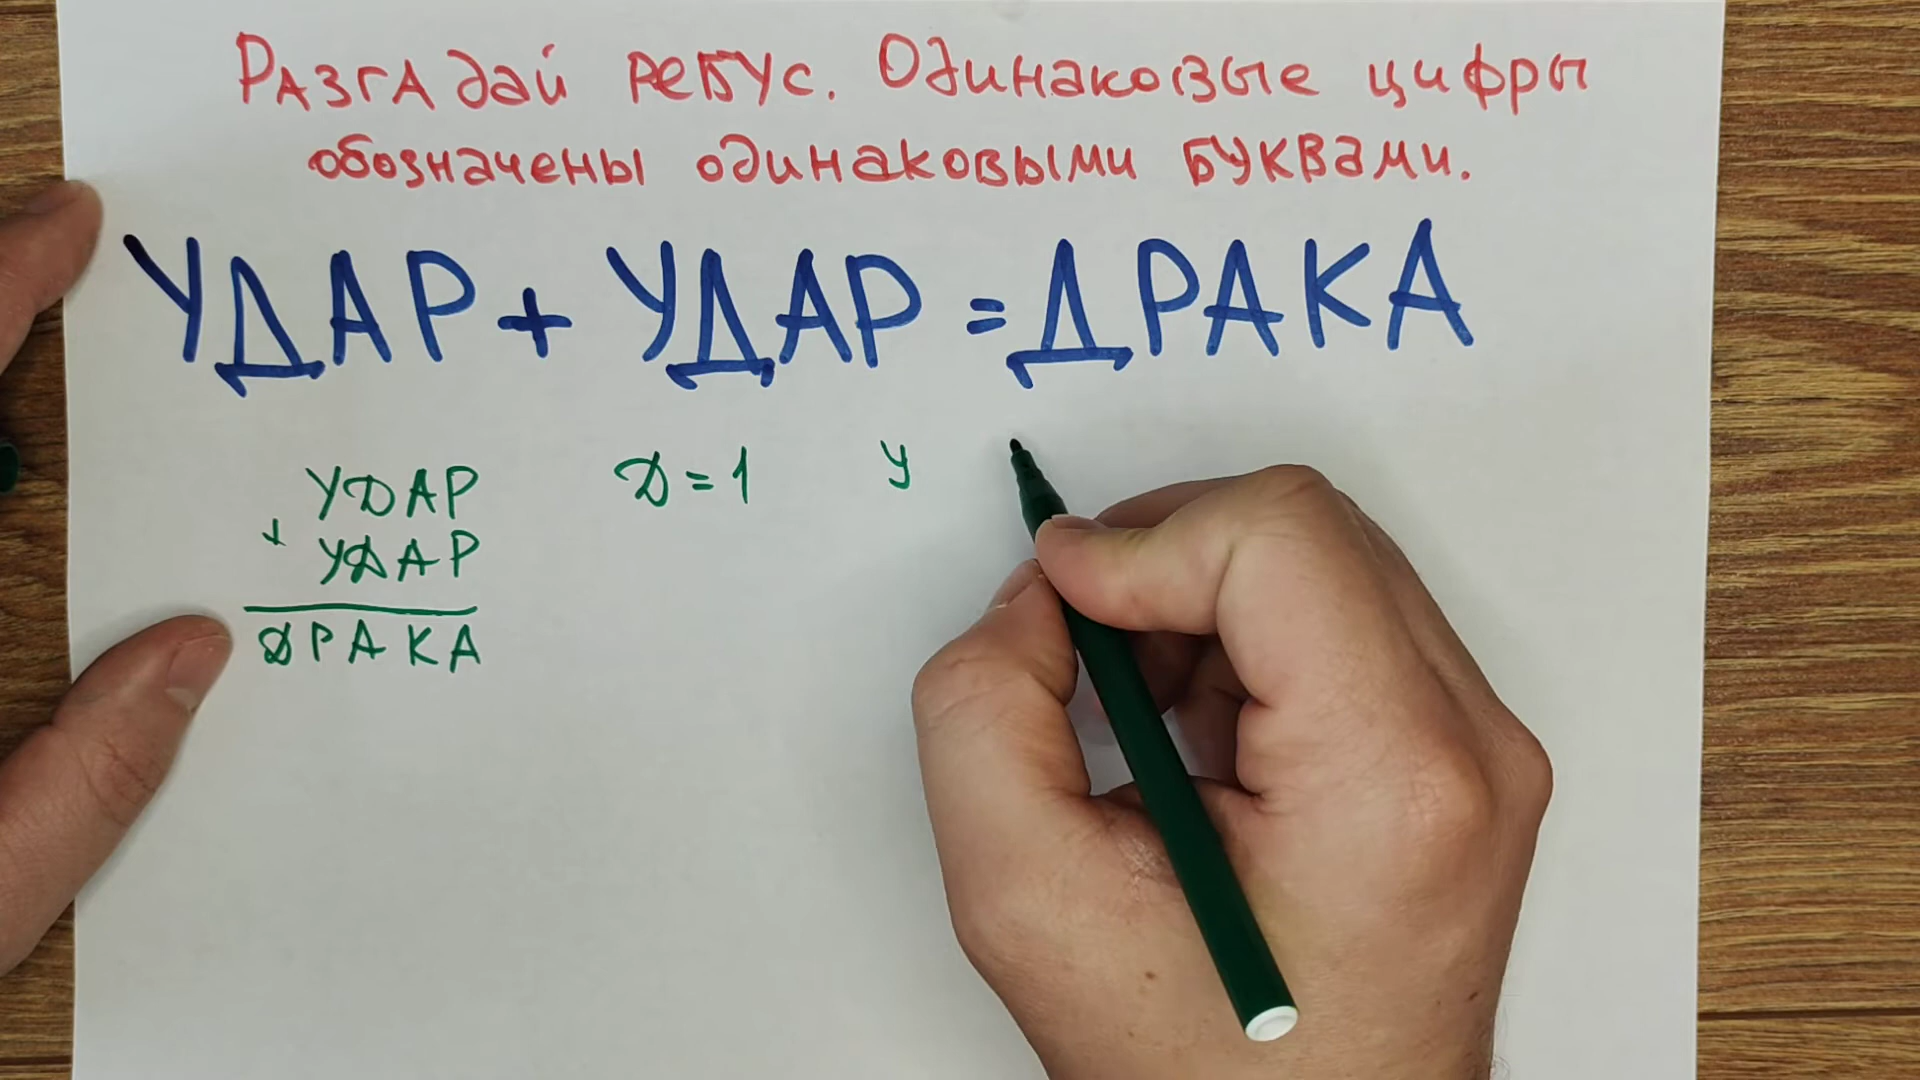 Разгадай ребус. Одинаковые цифры
обозначены одинаковыми буквами.
УДАР + УДАР = ДРАКА
УДАР Д = 1 У
+ УДАР
ДРАКА